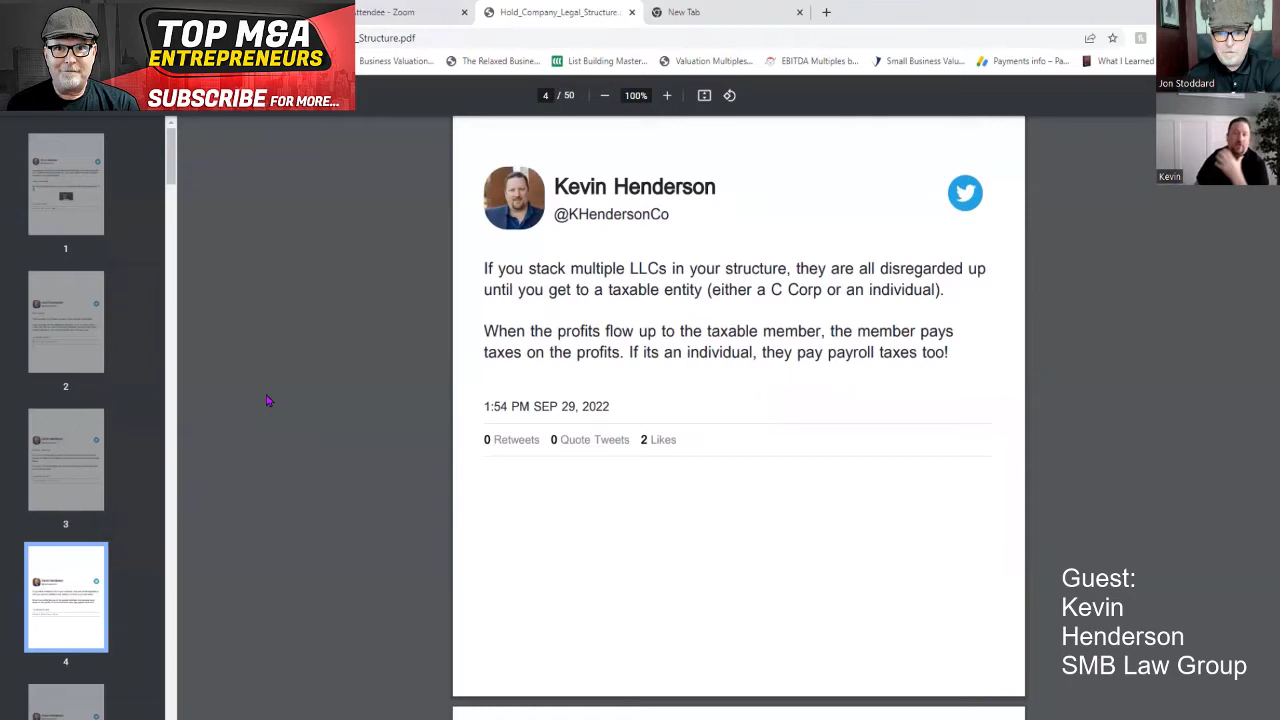 TOP M&A
ENTREPRENEURS
SUBSCRIBE FOR MORE...
ttendee - Zoom
Hold_Company_Legal_Structure...
New Tab
_Structure.pdf
Business Valuation...
The Relaxed Busine...
List Building Master...
Valuation Multiples...
EBITDA Multiples b...
Small Business Valu...
Payments info – Pa...
What I Learned
4 / 50
100%
Jon Stoddard
Kevin
1
2
3
4
Kevin Henderson
@KHendersonCo
If you stack multiple LLCs in your structure, they are all disregarded up
until you get to a taxable entity (either a C Corp or an individual).
When the profits flow up to the taxable member, the member pays
taxes on the profits. If its an individual, they pay payroll taxes too!
1:54 PM SEP 29, 2022
0 Retweets 0 Quote Tweets 2 Likes
Guest:
Kevin
Henderson
SMB Law Group